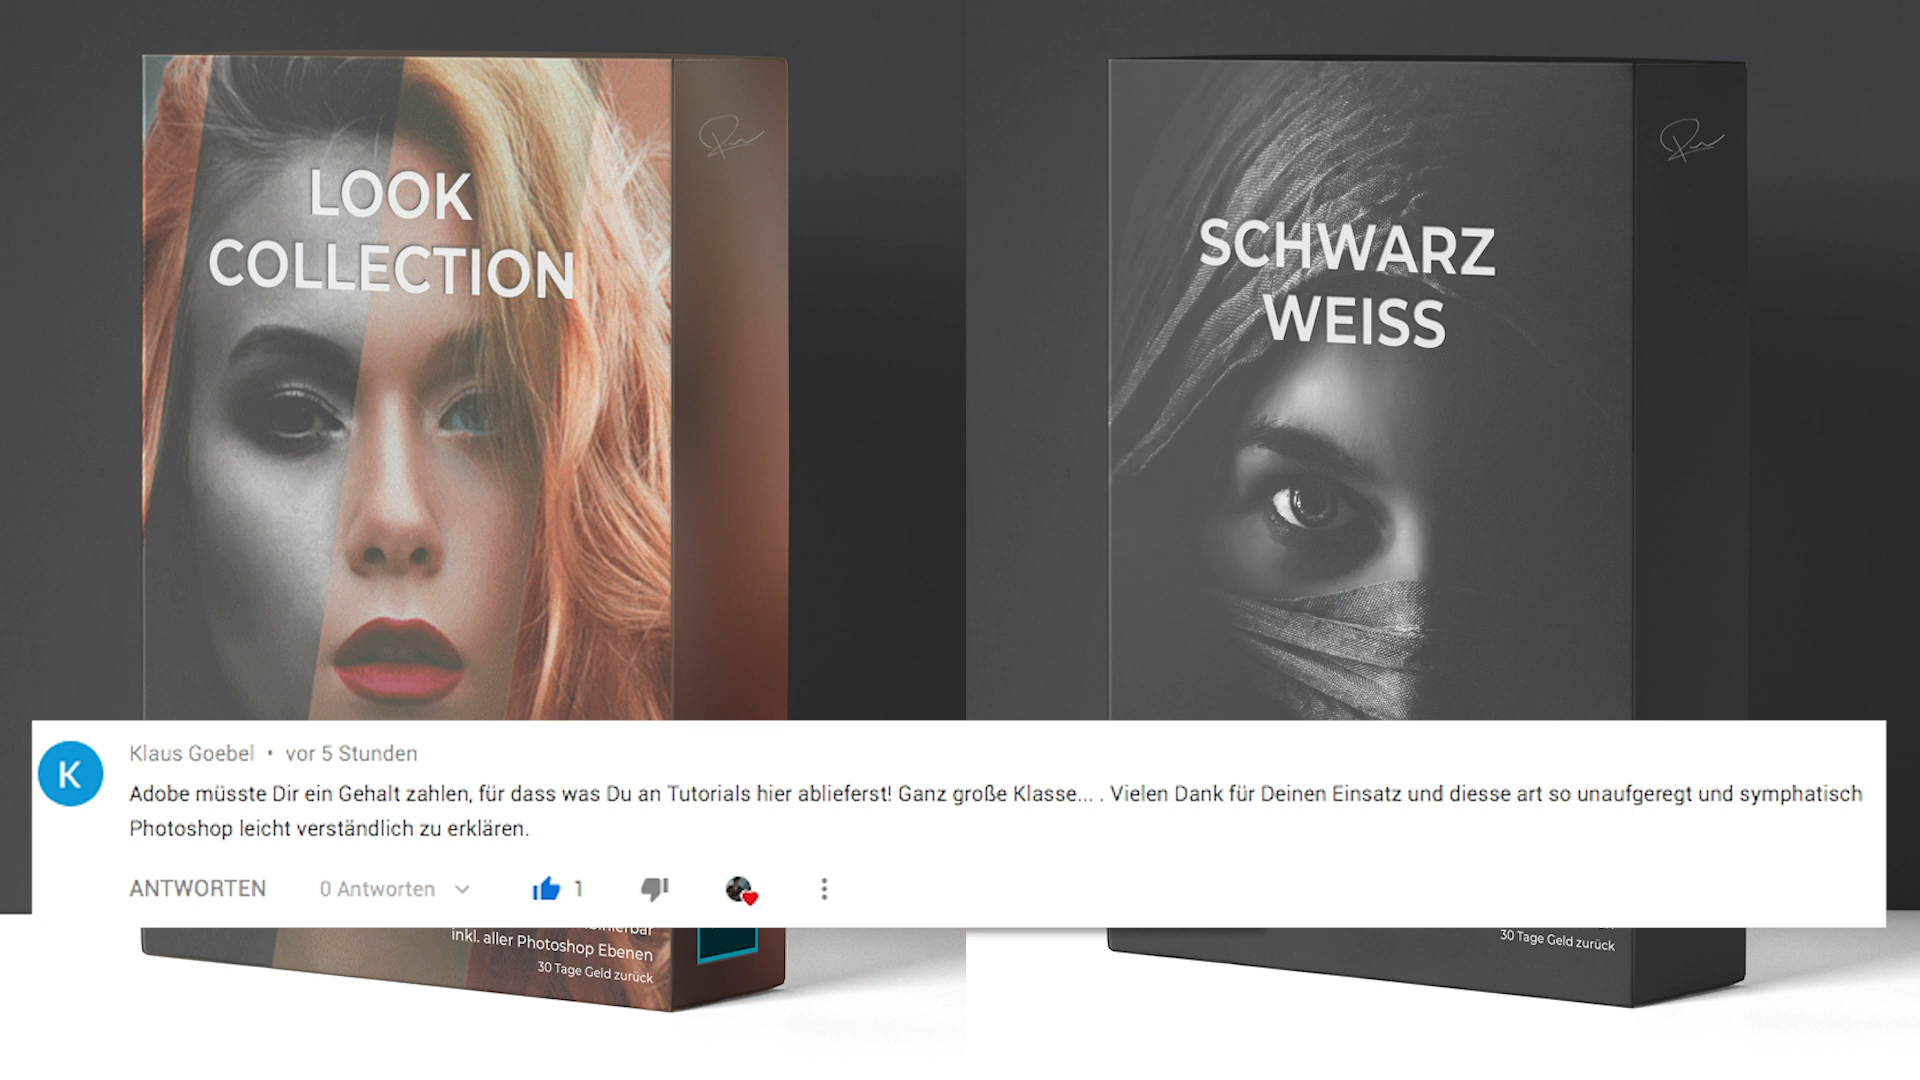 LOOK
COLLECTION
SCHWARZ
WEISS
K
Klaus Goebel • vor 5 Stunden
Adobe müsste Dir ein Gehalt zahlen, für dass was Du an Tutorials hier ablieferst! Ganz große Klasse... . Vielen Dank für Deinen Einsatz und diesse art so unaufgeregt und symphatisch
Photoshop leicht verständlich zu erklären.
ANTWORTEN 0 Antworten 1
inkl. aller Photoshop Ebenen
30 Tage Geld zurück
30 Tage Geld zurück